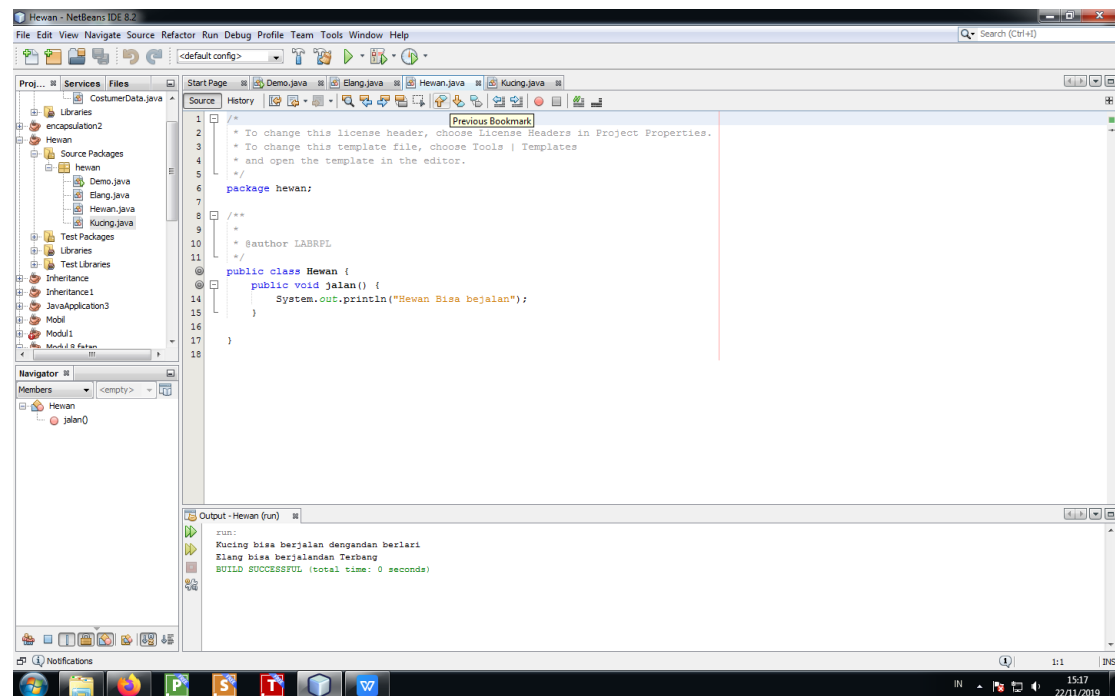 Hewan - NetBeans IDE 8.2
File Edit View Navigate Source Refactor Run Debug Profile Team Tools Window Help
Search (Ctrl+I)
<default config>
Proj... Services Files
Start Page Demo.java Elang.java Hewan.java Kucing.java
Source History
Previous Bookmark
CostumerData.java
Libraries
encapsulation2
Hewan
Source Packages
hewan
Demo.java
Elang.java
Hewan.java
Kucing.java
Test Packages
Libraries
Test Libraries
Inheritance
Inheritance1
JavaApplication3
Mobil
Modul1
Modul 8 fatan
1 /*
2 * To change this license header, choose License Headers in Project Properties.
3 * To change this template file, choose Tools | Templates
4 * and open the template in the editor.
5 */
6 package hewan;
7
8 /**
9 *
10 * @author LABRPL
11 */
public class Hewan {
public void jalan() {
14 System.out.println("Hewan Bisa bejalan");
15 }
16
17 }
18
Navigator
Members <empty>
Hewan
jalan()
Output - Hewan (run)
run:
Kucing bisa berjalan dengandan berlari
Elang bisa berjalandan Terbang
BUILD SUCCESSFUL (total time: 0 seconds)
Notifications
1
1:1 INS
P S T W
IN
15:17
22/11/2019